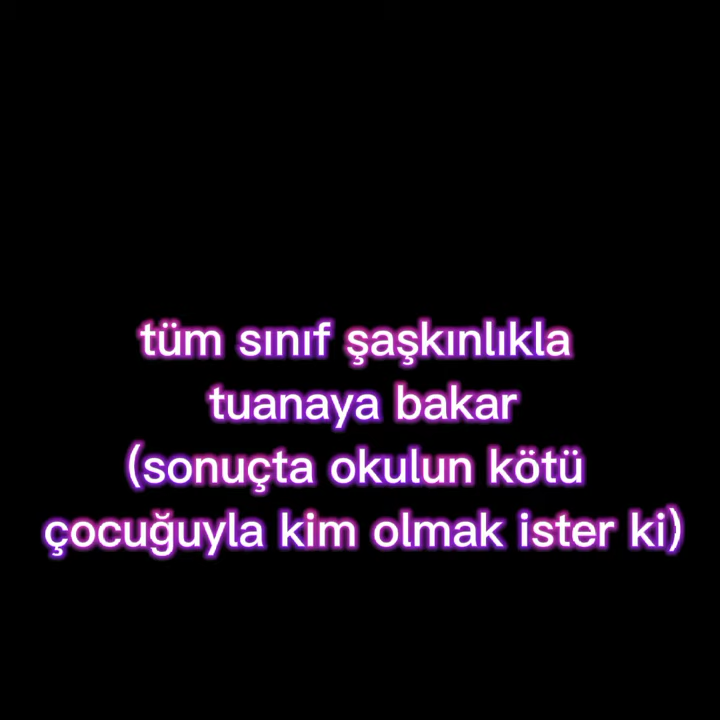 tüm sınıf şaşkınlıkla
tuanaya bakar
(sonuçta okulun kötü
çocuğuyla kim olmak ister ki)